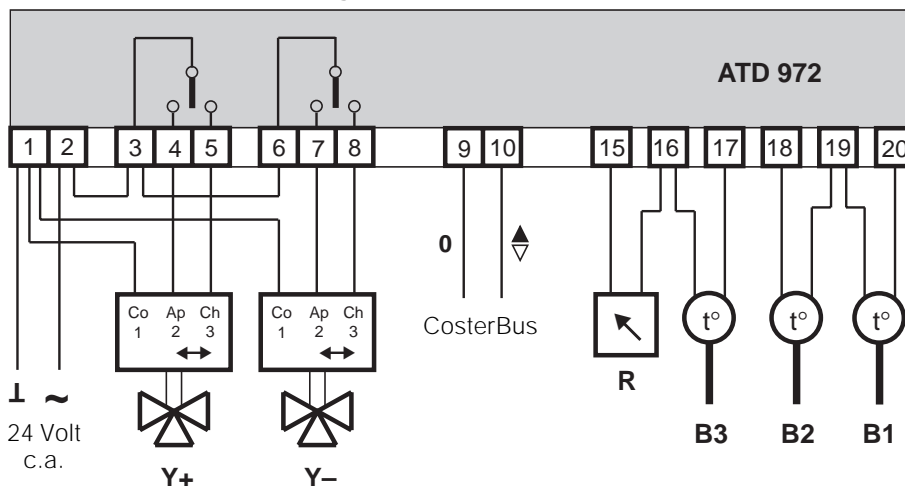 ATD 972
1 2 3 4 5 6 7 8 9 10 15 16 17 18 19 20
0
Co Ap Ch
1 2 3
Co Ap Ch
1 2 3
CosterBus
t° t° t°
R
⊥ ~
24 Volt
c.a.
B3 B2 B1
Y+ Y–